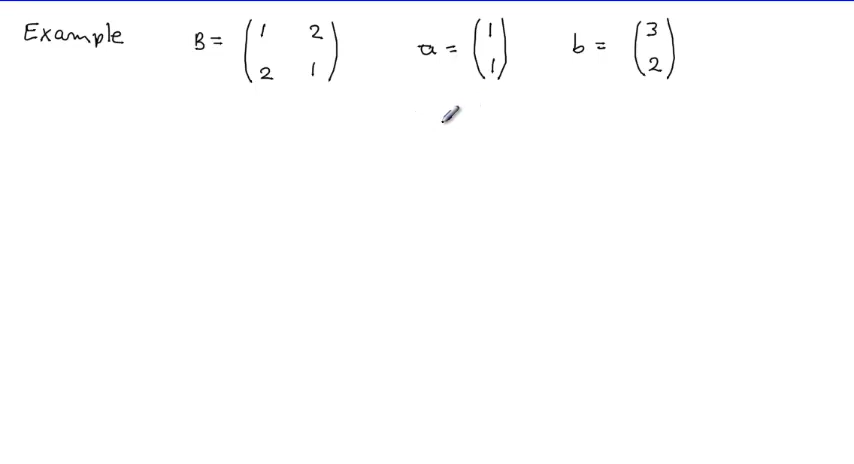 Example B = (1 2 a = (1 b = (3
2 1) 1) 2)